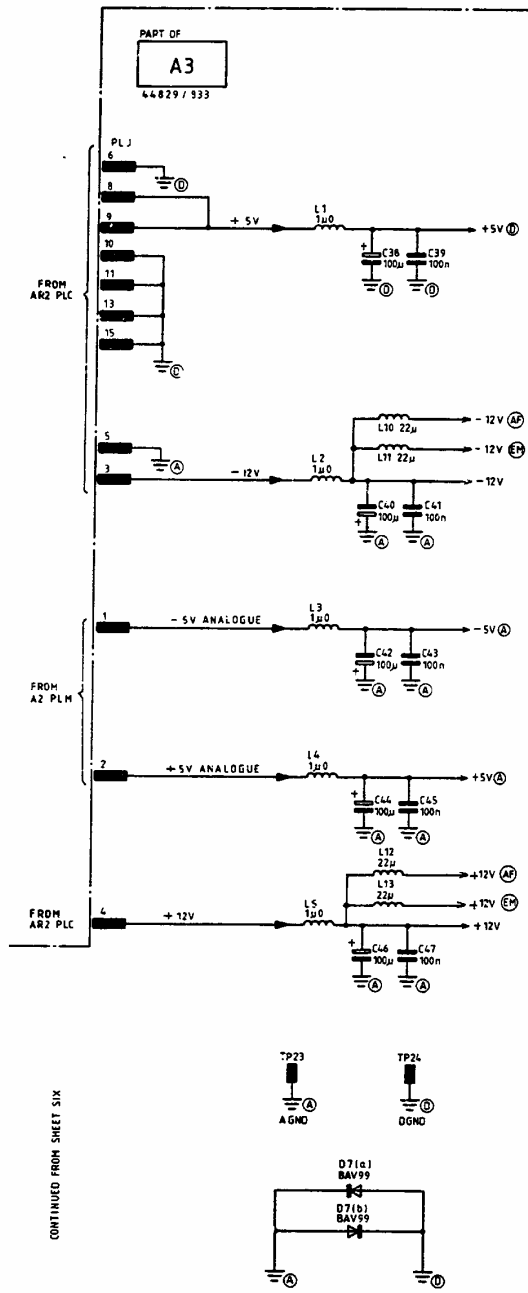 PART OF
A3
44829 / 933
PLJ
6
D
8
9
+ 5V
L1
1µ0
+5V D
+
C38
100µ
C39
100n
D
D
10
11
13
15
FROM
AR2 PLC
5
A
3
- 12V
L2
1µ0
L10 22µ
- 12V AF
L11 22µ
- 12V EM
- 12V
C40
100µ
+
C41
100n
A
A
1
- 5V ANALOGUE
L3
1µ0
-5V A
C42
100µ
+
C43
100n
A
A
FROM
A2 PLM
2
+5V ANALOGUE
L4
1µ0
+5V A
+
C44
100µ
C45
100n
A
A
L12
22µ
+12V AF
L13
22µ
+12V EM
FROM
AR2 PLC
4
+ 12V
L5
1µ0
+12V
+
C46
100µ
C47
100n
A
A
TP23
A
AGND
TP24
D
DGND
CONTINUED FROM SHEET SIX
D7(a)
BAV99
D7(b)
BAV99
A
D